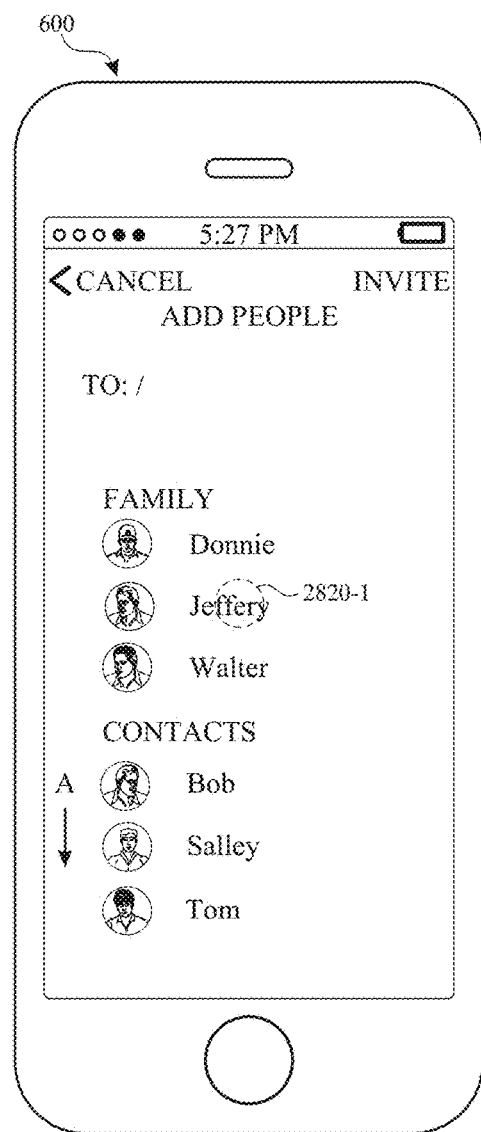 600
5:27 PM
CANCEL INVITE
ADD PEOPLE
TO: /
FAMILY
Donnie
Jeffery 2820-1
Walter
CONTACTS
A Bob
Salley
Tom